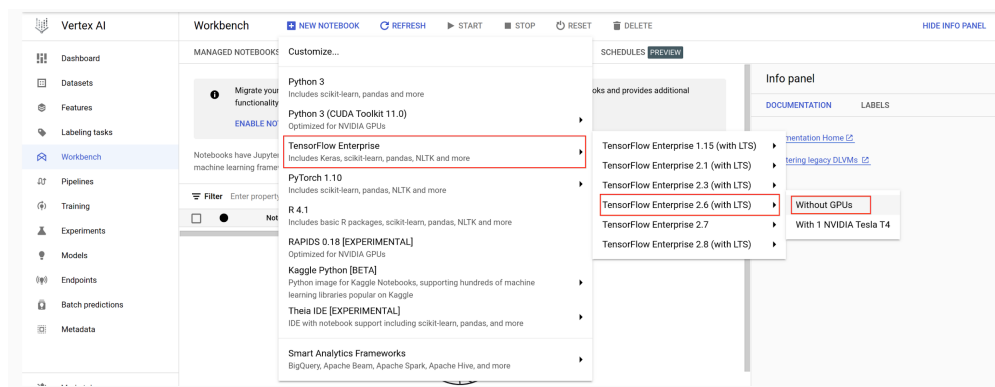 Vertex AI
Workbench
NEW NOTEBOOK
REFRESH
START
STOP
RESET
DELETE
HIDE INFO PANEL
Dashboard
Datasets
Features
Labeling tasks
Workbench
Pipelines
Training
Experiments
Models
Endpoints
Batch predictions
Metadata
MANAGED NOTEBOOKS
SCHEDULES PREVIEW
Migrate your
functionality
oks and provides additional
ENABLE NO
Notebooks have Jupyte
machine learning frame
Filter Enter property
Not
Customize...
Python 3
Includes scikit-learn, pandas and more
Python 3 (CUDA Toolkit 11.0)
Optimized for NVIDIA GPUs
TensorFlow Enterprise
Includes Keras, scikit-learn, pandas, NLTK and more
PyTorch 1.10
Includes scikit-learn, pandas, NLTK and more
R 4.1
Includes basic R packages, scikit-learn, pandas, NLTK and more
RAPIDS 0.18 [EXPERIMENTAL]
Optimized for NVIDIA GPUs
Kaggle Python [BETA]
Python image for Kaggle Notebooks, supporting hundreds of machine
learning libraries popular on Kaggle
Theia IDE [EXPERIMENTAL]
IDE with notebook support including scikit-learn, pandas, and more
Smart Analytics Frameworks
BigQuery, Apache Beam, Apache Spark, Apache Hive, and more
TensorFlow Enterprise 1.15 (with LTS)
TensorFlow Enterprise 2.1 (with LTS)
TensorFlow Enterprise 2.3 (with LTS)
TensorFlow Enterprise 2.6 (with LTS)
TensorFlow Enterprise 2.7
TensorFlow Enterprise 2.8 (with LTS)
Without GPUs
With 1 NVIDIA Tesla T4
Info panel
DOCUMENTATION
LABELS
mentation Home
tering legacy DLVMs